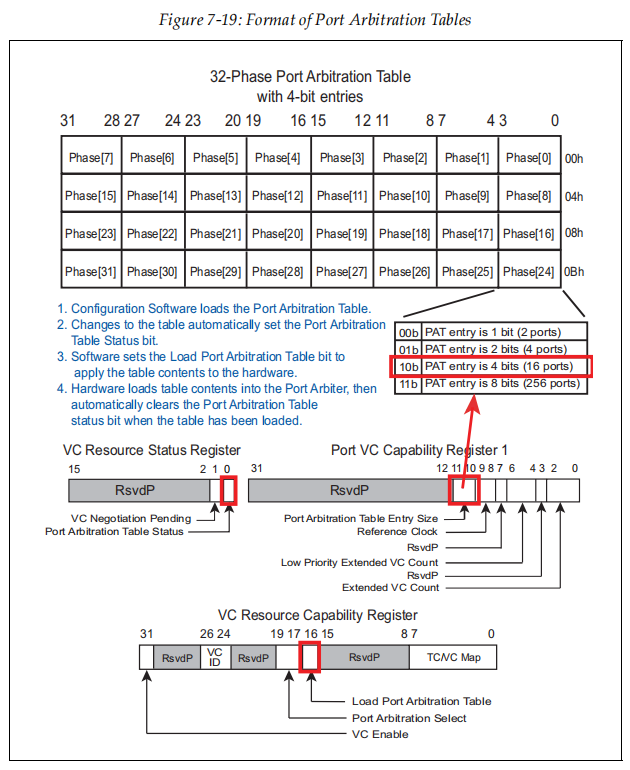 Figure 7-19: Format of Port Arbitration Tables
32-Phase Port Arbitration Table
with 4-bit entries
31 28 27 24 23 20 19 16 15 12 11 8 7 4 3 0
Phase[7] Phase[6] Phase[5] Phase[4] Phase[3] Phase[2] Phase[1] Phase[0] 00h
Phase[15] Phase[14] Phase[13] Phase[12] Phase[11] Phase[10] Phase[9] Phase[8] 04h
Phase[23] Phase[22] Phase[21] Phase[20] Phase[19] Phase[18] Phase[17] Phase[16] 08h
Phase[31] Phase[30] Phase[29] Phase[28] Phase[27] Phase[26] Phase[25] Phase[24] 0Bh
1. Configuration Software loads the Port Arbitration Table.
2. Changes to the table automatically set the Port Arbitration
Table Status bit.
3. Software sets the Load Port Arbitration Table bit to
apply the table contents to the hardware.
4. Hardware loads table contents into the Port Arbiter, then
automatically clears the Port Arbitration Table
status bit when the table has been loaded.
00b PAT entry is 1 bit (2 ports)
01b PAT entry is 2 bits (4 ports)
10b PAT entry is 4 bits (16 ports)
11b PAT entry is 8 bits (256 ports)
VC Resource Status Register
15 2 1 0
RsvdP
VC Negotiation Pending
Port Arbitration Table Status
Port VC Capability Register 1
31 12 11 10 9 8 7 6 4 3 2 0
RsvdP
Port Arbitration Table Entry Size
Reference Clock
RsvdP
Low Priority Extended VC Count
RsvdP
Extended VC Count
VC Resource Capability Register
31 26 24 19 17 16 15 8 7 0
RsvdP VC ID RsvdP RsvdP TC/VC Map
Load Port Arbitration Table
Port Arbitration Select
VC Enable